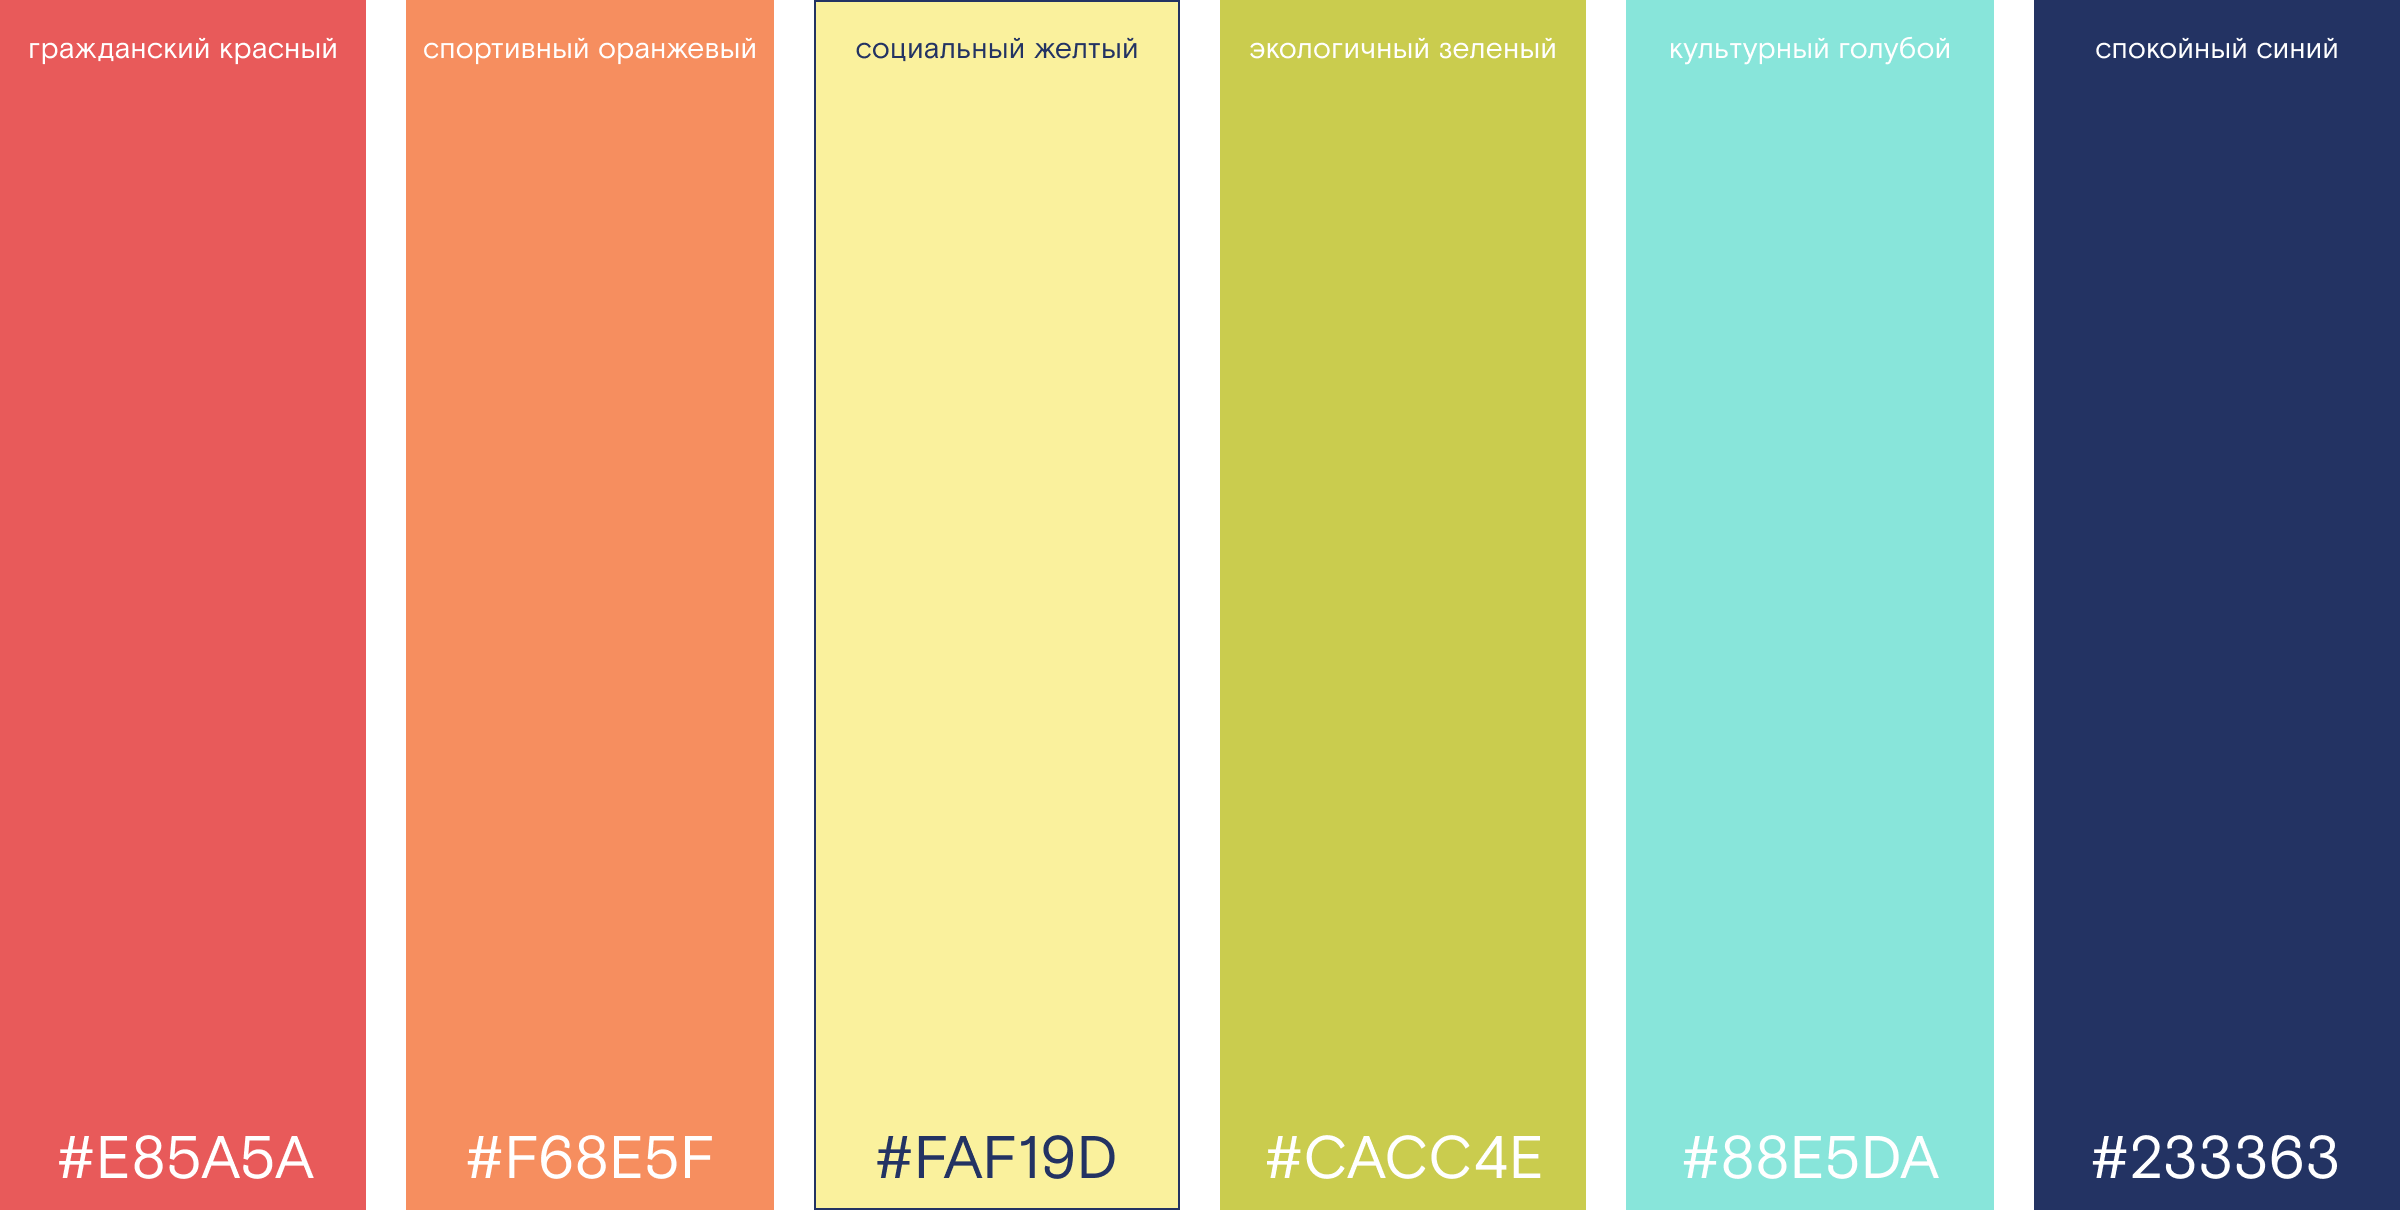 гражданский красный
#E85A5A
спортивный оранжевый
#F68E5F
социальный желтый
#FAF19D
экологичный зеленый
#CACC4E
культурный голубой
#88E5DA
спокойный синий
#233363